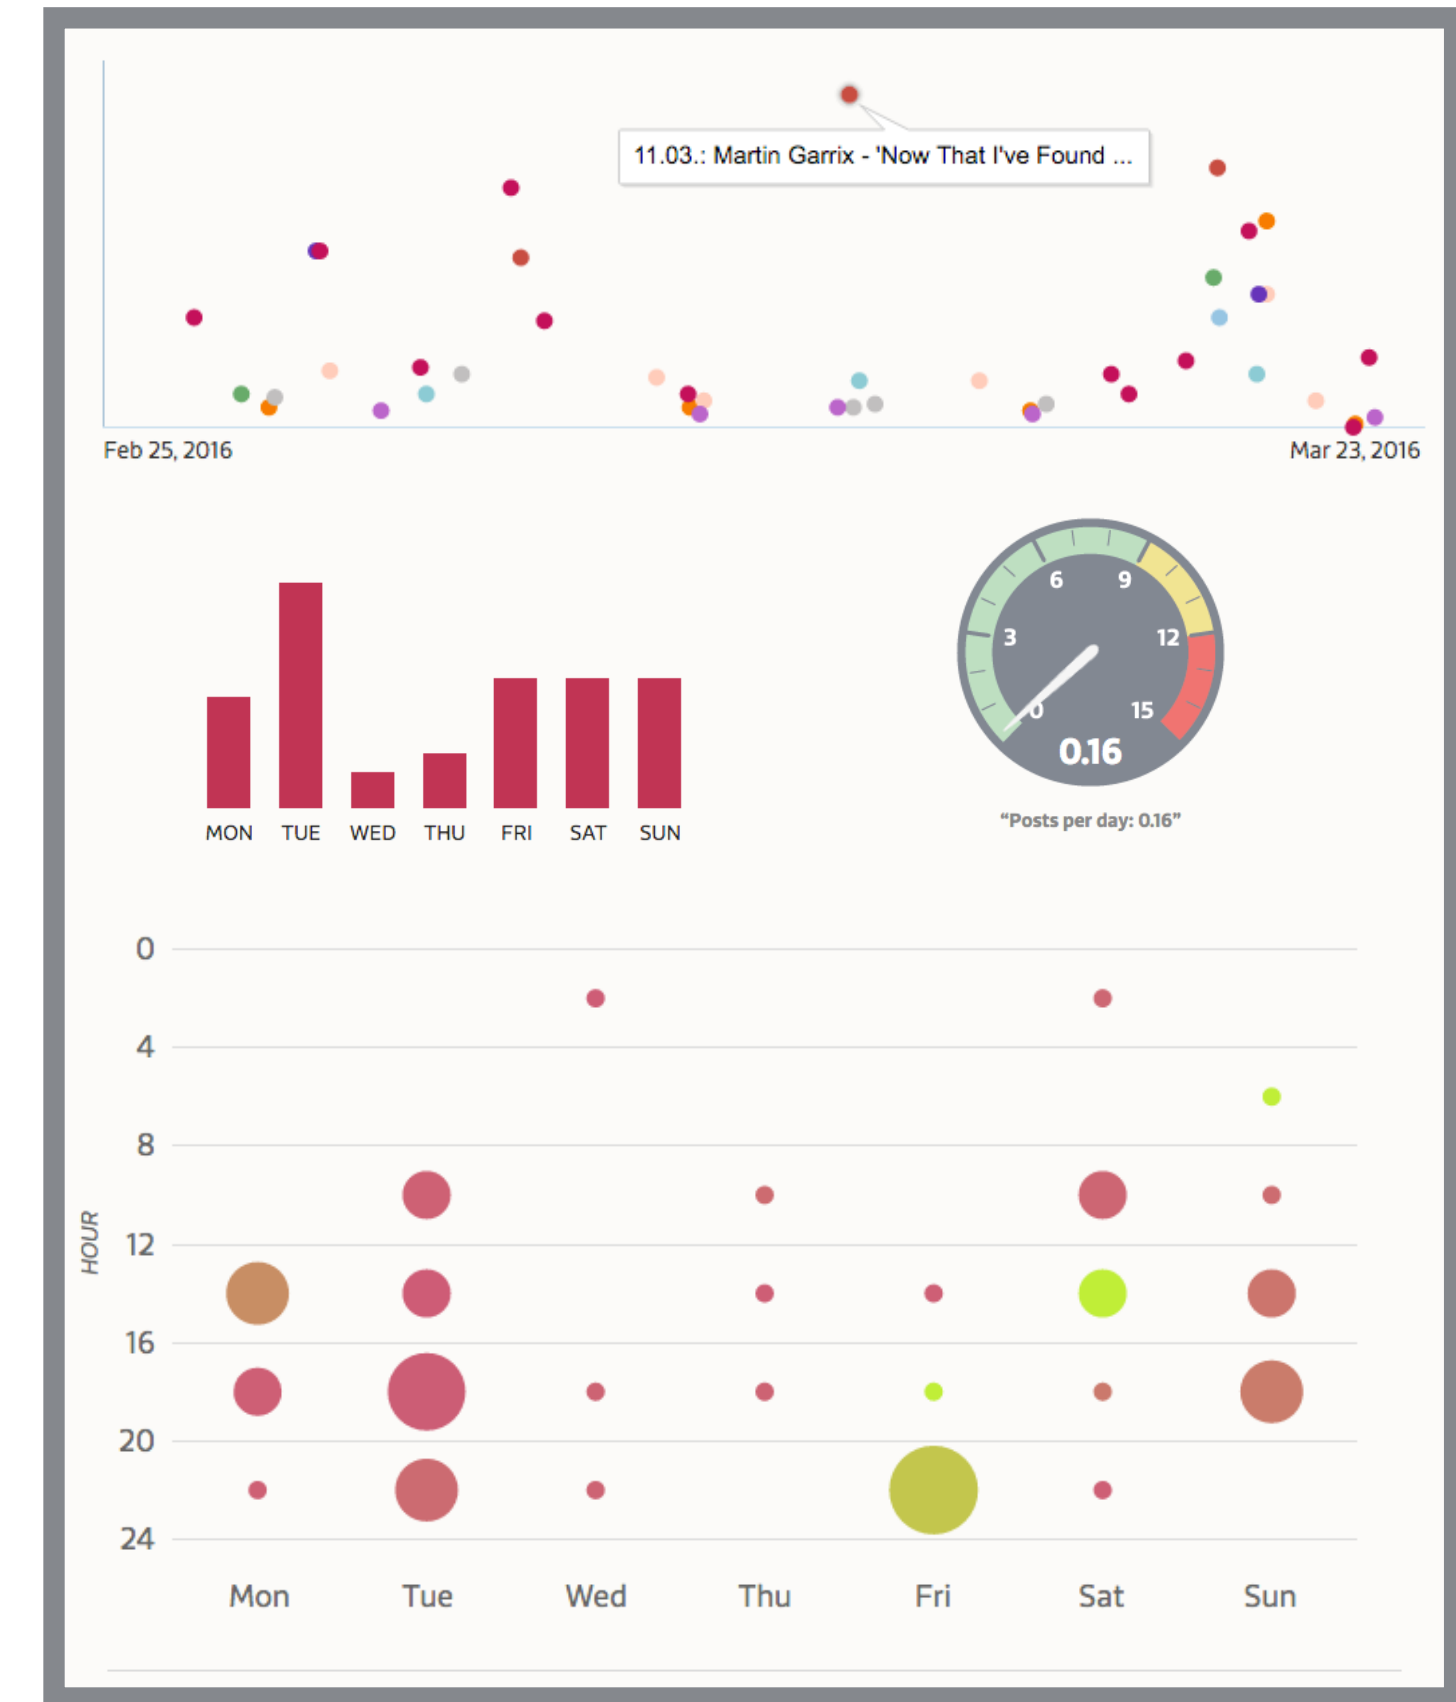 11.03.: Martin Garrix - 'Now That I've Found ...
Feb 25, 2016
Mar 23, 2016
MON TUE WED THU FRI SAT SUN
0
3
6
9
12
15
0.16
“Posts per day: 0.16”
HOUR
0
4
8
12
16
20
24
Mon Tue Wed Thu Fri Sat Sun